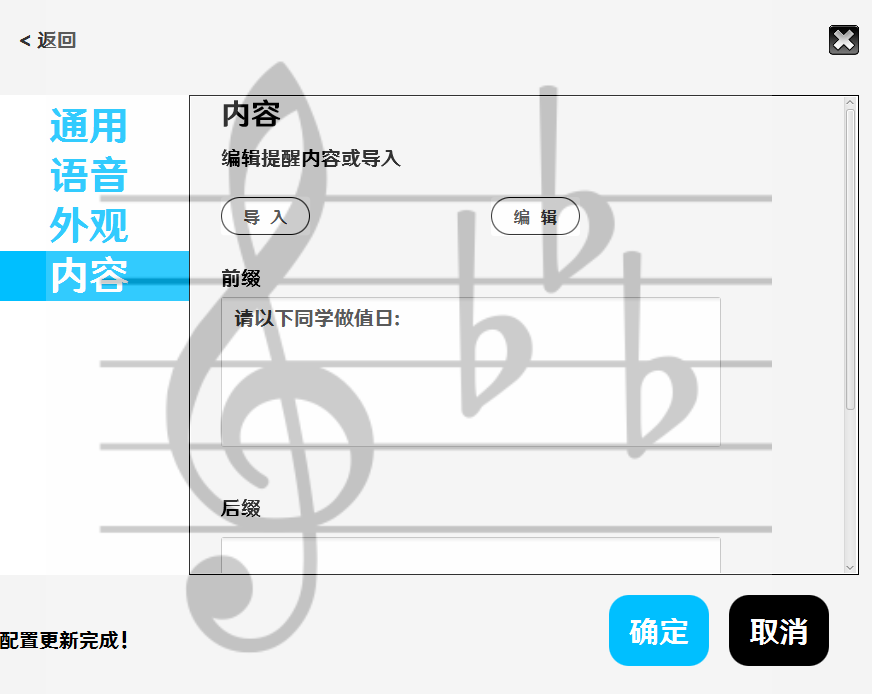 < 返回
通用
语音
外观
内容
内容
编辑提醒内容或导入
导 入
编 辑
前缀
请以下同学做值日:
后缀
配置更新完成！
确定
取消